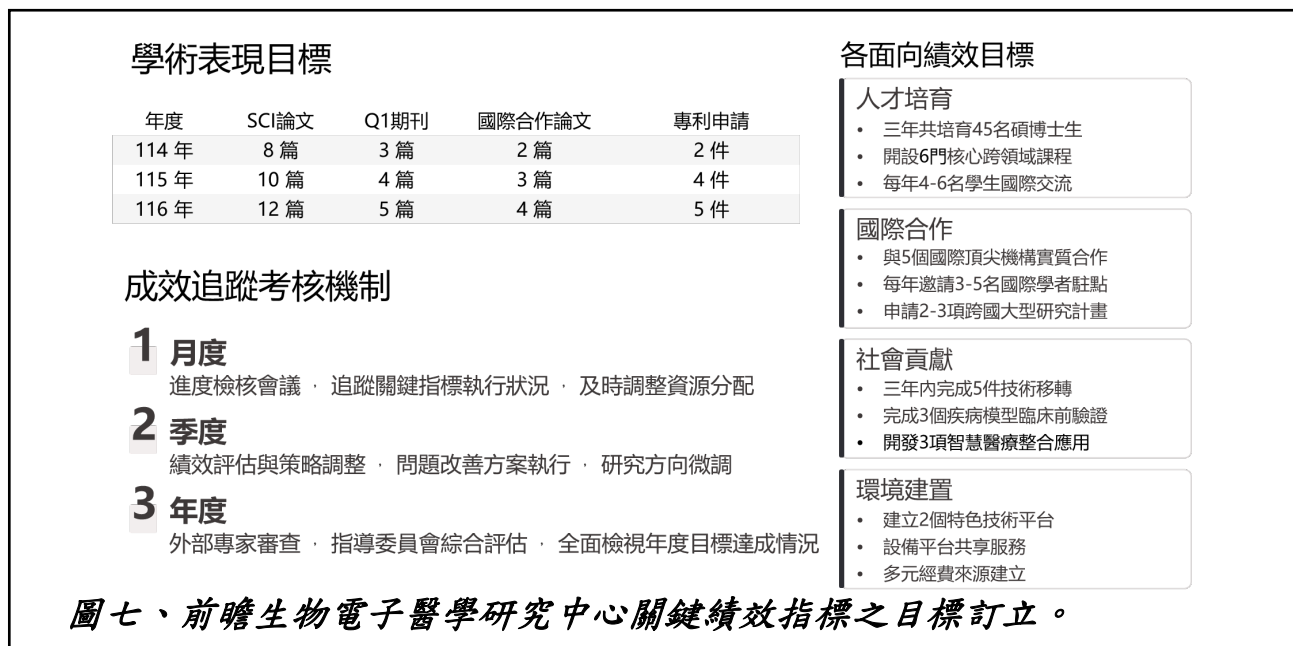 學術表現目標
年度 SCI論文 Q1期刊 國際合作論文 專利申請
114 年 8 篇 3 篇 2 篇 2 件
115 年 10 篇 4 篇 3 篇 4 件
116 年 12 篇 5 篇 4 篇 5 件
成效追蹤考核機制
1 月度
進度檢核會議 · 追蹤關鍵指標執行狀況 · 及時調整資源分配
2 季度
績效評估與策略調整 · 問題改善方案執行 · 研究方向微調
3 年度
外部專家審查 · 指導委員會綜合評估 · 全面檢視年度目標達成情況
各面向績效目標
人才培育
• 三年共培育45名碩博士生
• 開設6門核心跨領域課程
• 每年4-6名學生國際交流
國際合作
• 與5個國際頂尖機構實質合作
• 每年邀請3-5名國際學者駐點
• 申請2-3項跨國大型研究計畫
社會貢獻
• 三年內完成5件技術移轉
• 完成3個疾病模型臨床前驗證
• 開發3項智慧醫療整合應用
環境建置
• 建立2個特色技術平台
• 設備平台共享服務
• 多元經費來源建立
圖七、前瞻生物電子醫學研究中心關鍵績效指標之目標訂立。